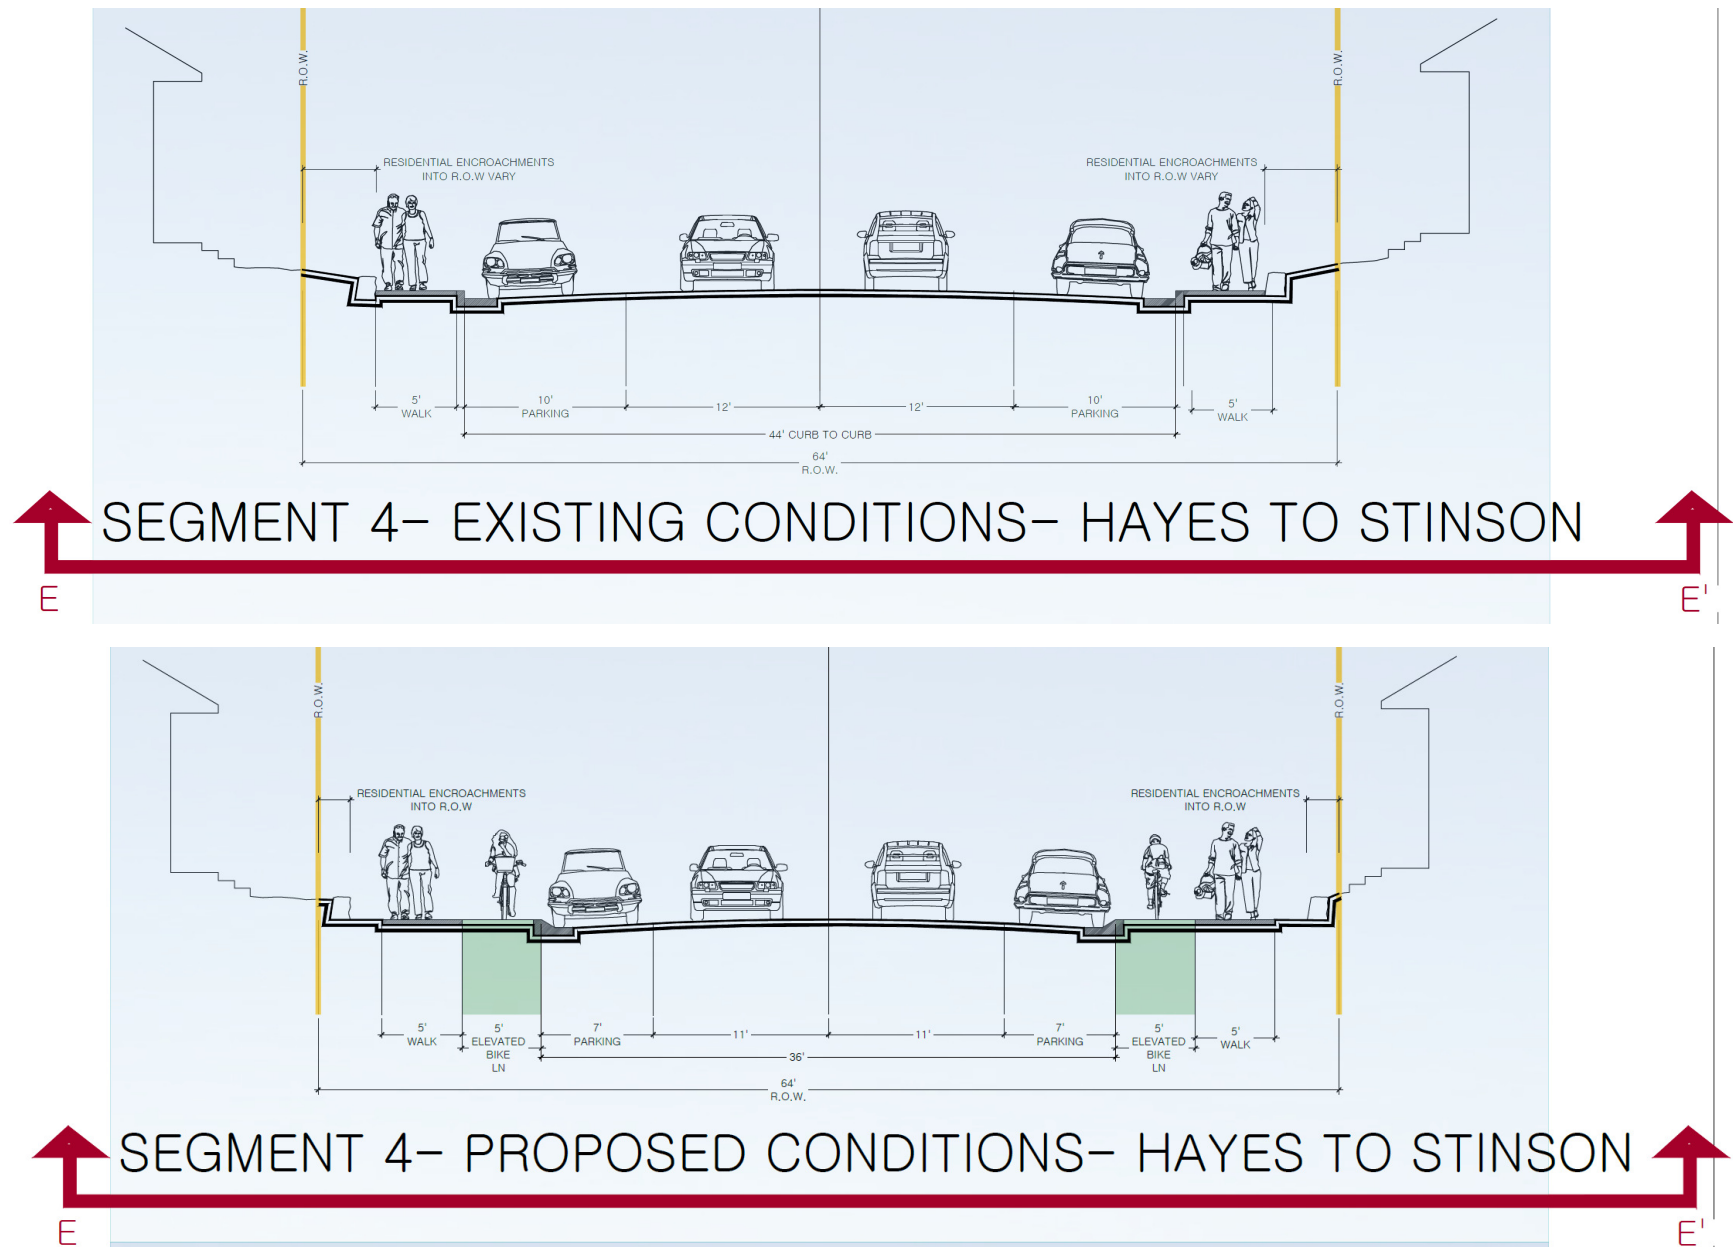 R.O.W.
R.O.W.
RESIDENTIAL ENCROACHMENTS
INTO R.O.W VARY
RESIDENTIAL ENCROACHMENTS
INTO R.O.W VARY
5'
WALK
10'
PARKING
12'
12'
10'
PARKING
5'
WALK
44' CURB TO CURB
64'
R.O.W.
SEGMENT 4- EXISTING CONDITIONS- HAYES TO STINSON
E
E'
R.O.W.
R.O.W.
RESIDENTIAL ENCROACHMENTS
INTO R.O.W
RESIDENTIAL ENCROACHMENTS
INTO R.O.W
5'
WALK
5'
ELEVATED
BIKE
LN
7'
PARKING
11'
11'
7'
PARKING
5'
ELEVATED
BIKE
LN
5'
WALK
36'
64'
R.O.W.
SEGMENT 4- PROPOSED CONDITIONS- HAYES TO STINSON
E
E'